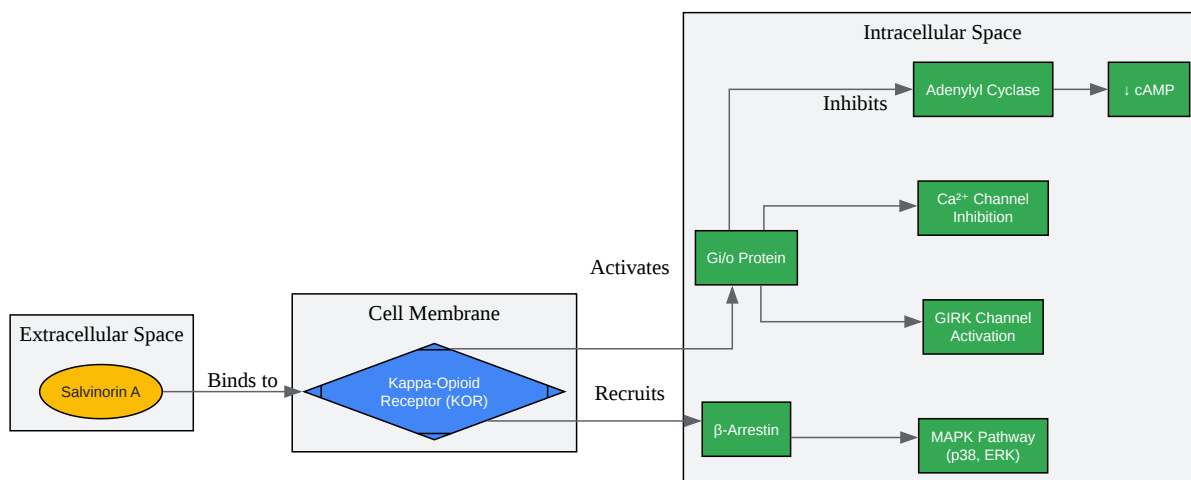 Intracellular Space
Adenylyl Cyclase
↓ cAMP
Inhibits
Ca²⁺ Channel
Inhibition
Gi/o Protein
Activates
GIRK Channel
Activation
Cell Membrane
Extracellular Space
Salvinorin A
Binds to
Kappa-Opioid
Receptor (KOR)
Recruits
β-Arrestin
MAPK Pathway
(p38, ERK)